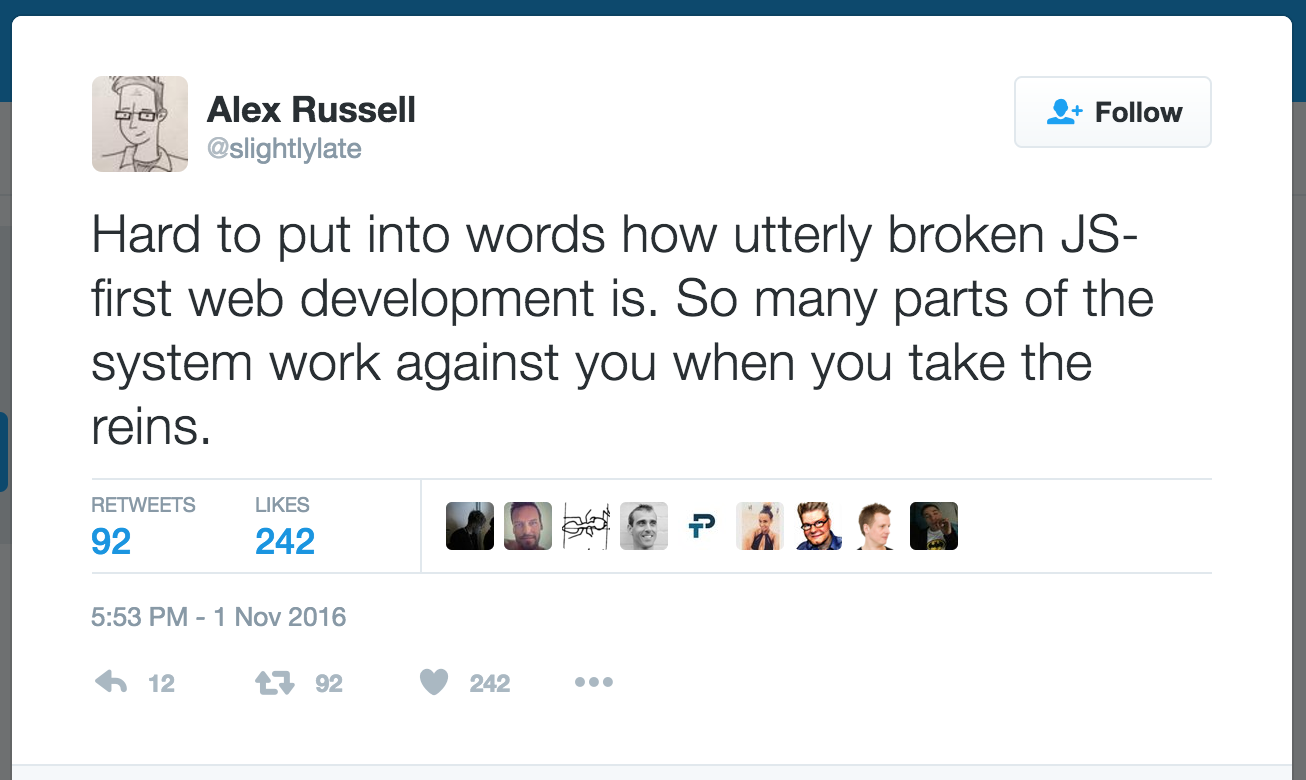 Alex Russell
@slightlylate
Follow
Hard to put into words how utterly broken JS-
first web development is. So many parts of the
system work against you when you take the
reins.
RETWEETS LIKES
92 242
5:53 PM - 1 Nov 2016
12 92 242